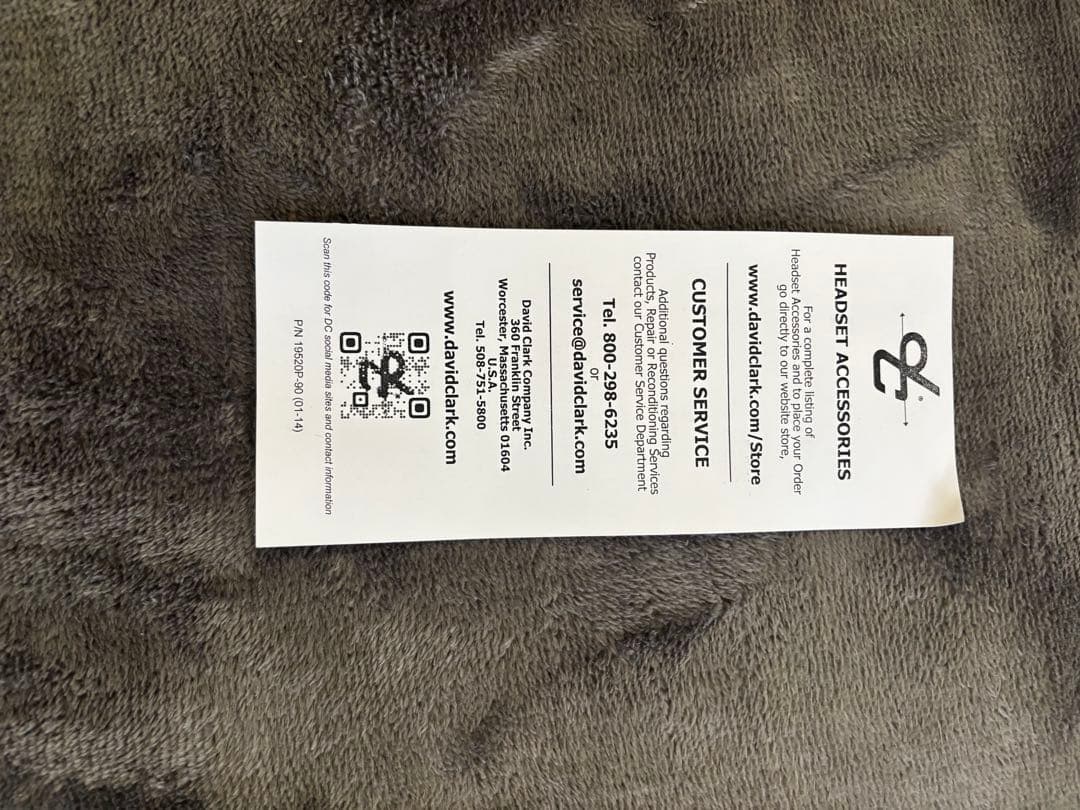 DC®
HEADSET ACCESSORIES
For a complete listing of
Headset Accessories and to place your Order
go directly to our website store,
www.davidclark.com/Store
CUSTOMER SERVICE
Additional questions regarding
Products, Repair or Reconditioning Services
contact our Customer Service Department
Tel. 800-298-6235
or
service@davidclark.com
David Clark Company Inc.
360 Franklin Street
Worcester, Massachusetts 01604
U.S.A.
Tel. 508-751-5800
www.davidclark.com
DC
Scan this code for DC social media sites and contact information
P/N 19520P-90 (01-14)